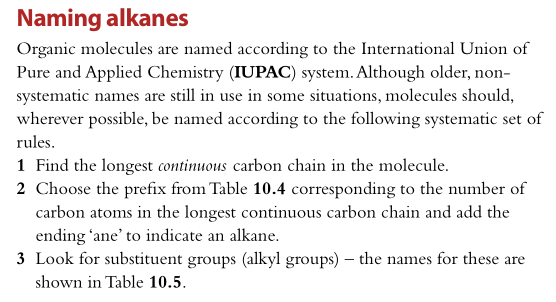 Naming alkanes
Organic molecules are named according to the International Union of
Pure and Applied Chemistry (IUPAC) system. Although older, non-
systematic names are still in use in some situations, molecules should,
wherever possible, be named according to the following systematic set of
rules.
1 Find the longest continuous carbon chain in the molecule.
2 Choose the prefix from Table 10.4 corresponding to the number of
carbon atoms in the longest continuous carbon chain and add the
ending ‘ane’ to indicate an alkane.
3 Look for substituent groups (alkyl groups) – the names for these are
shown in Table 10.5.